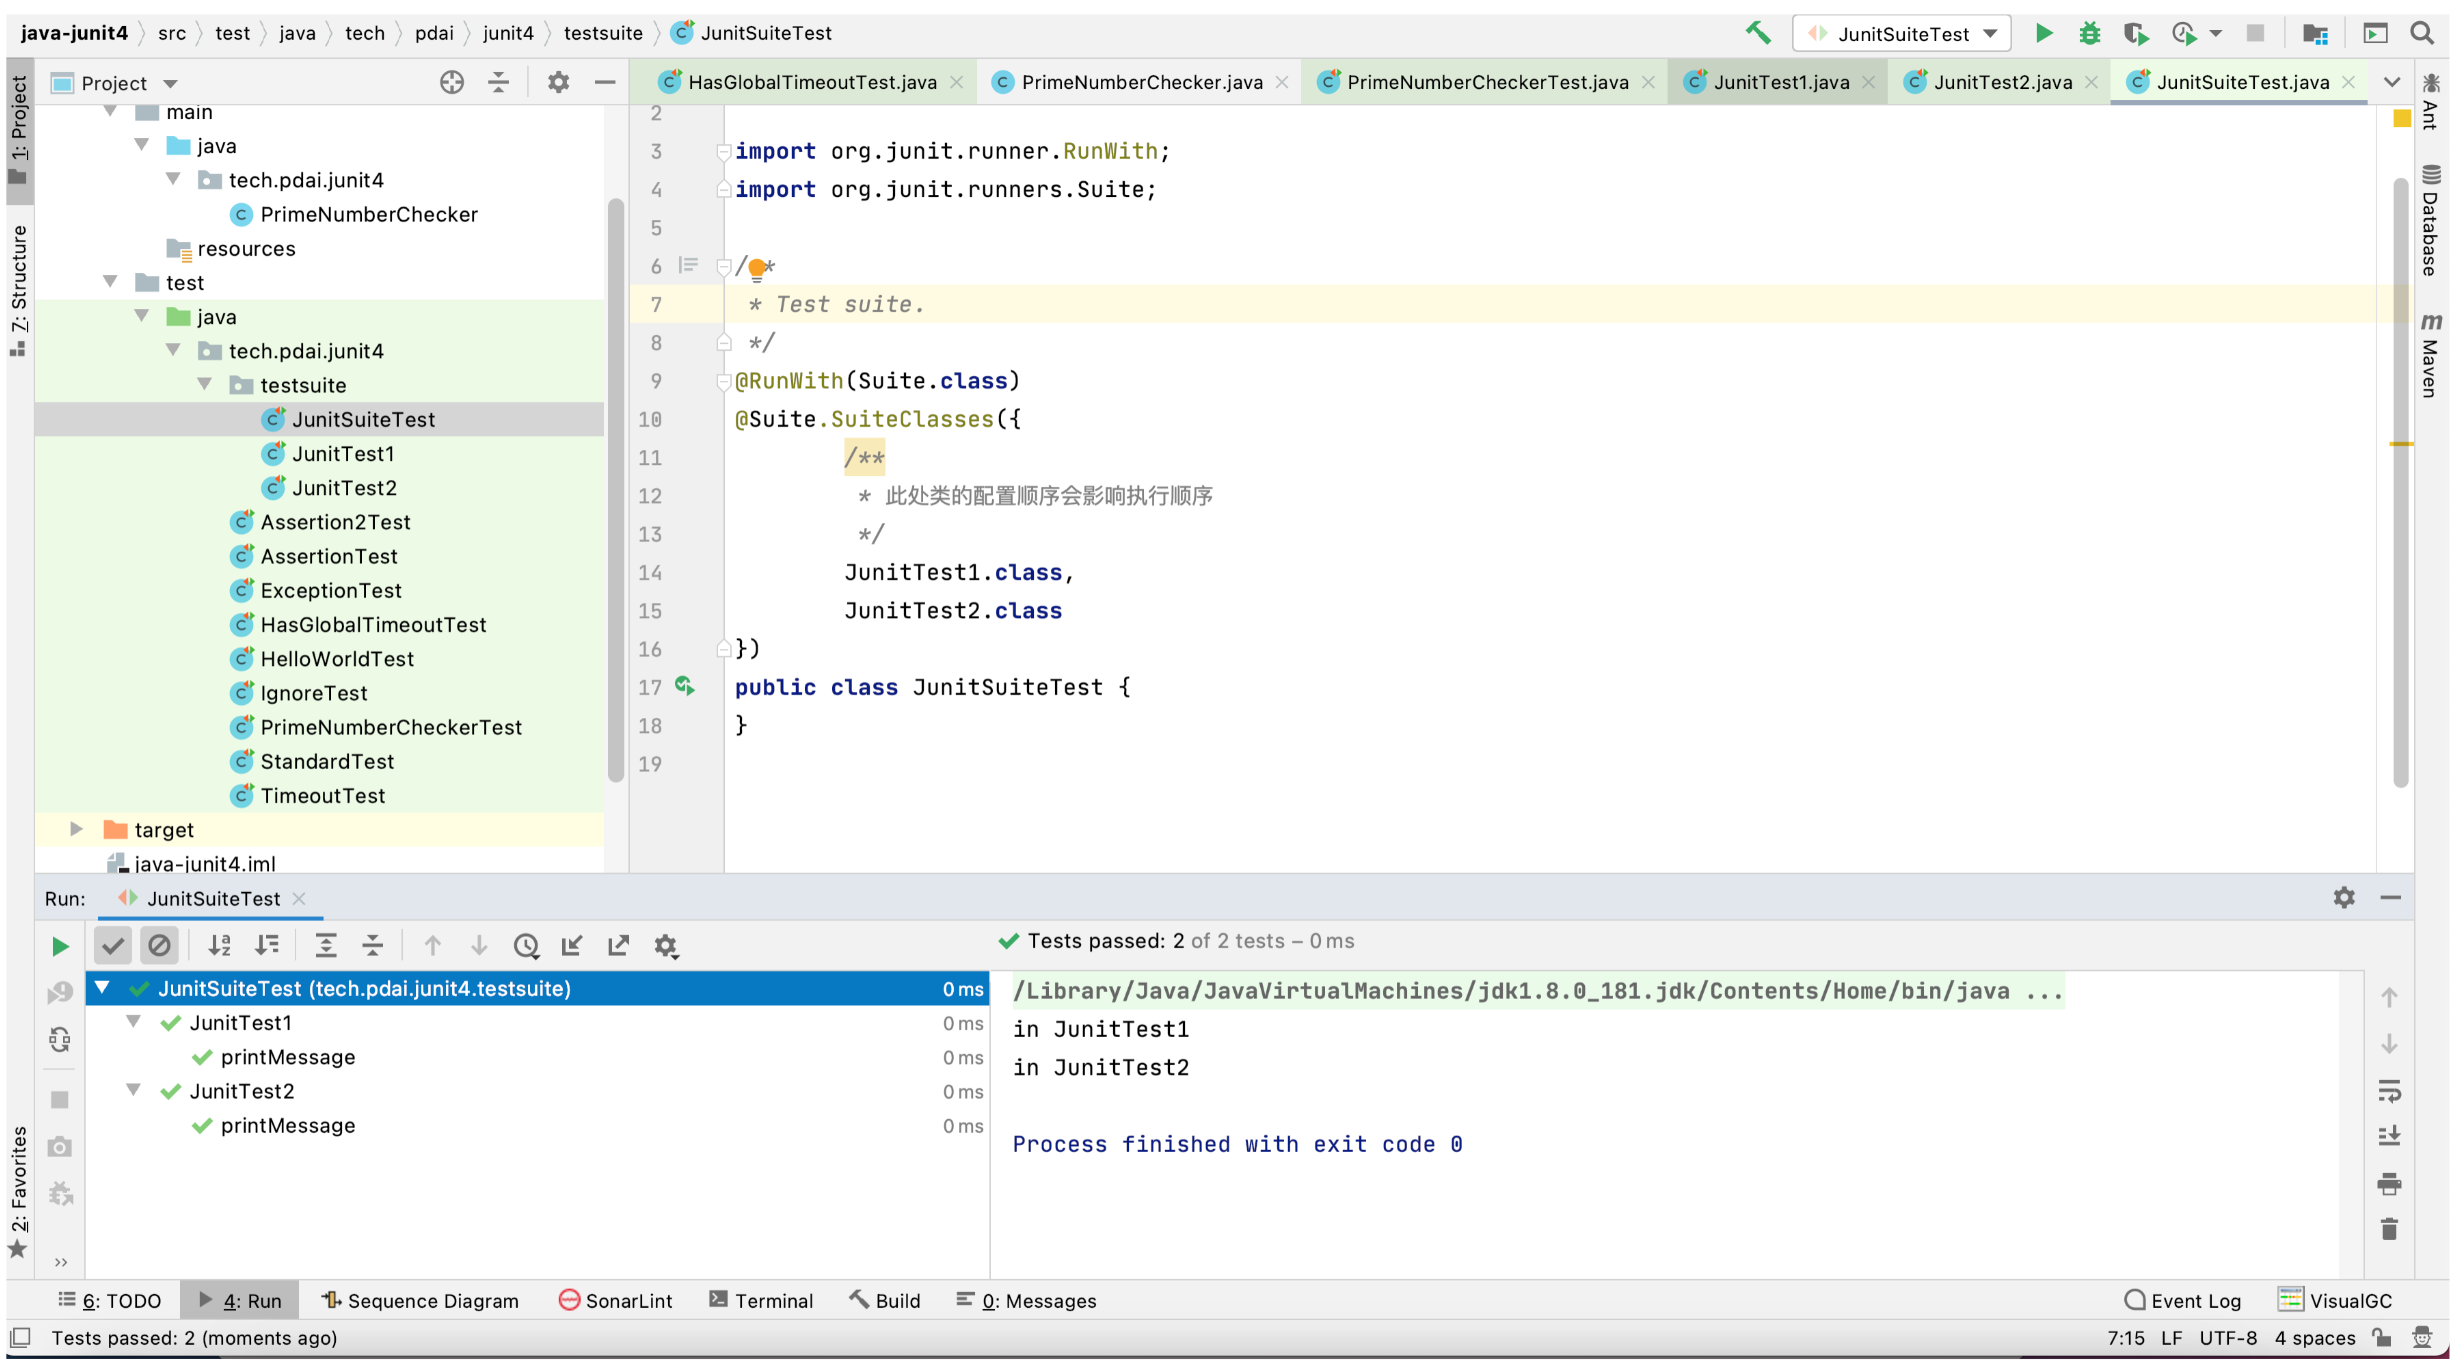 java-junit4 src test java tech pdai junit4 testsuite JunitSuiteTest
JunitSuiteTest
1: Project
7: Structure
2: Favorites
Project
main
java
tech.pdai.junit4
PrimeNumberChecker
resources
test
java
tech.pdai.junit4
testsuite
JunitSuiteTest
JunitTest1
JunitTest2
Assertion2Test
AssertionTest
ExceptionTest
HasGlobalTimeoutTest
HelloWorldTest
IgnoreTest
PrimeNumberCheckerTest
StandardTest
TimeoutTest
target
java-junit4.iml
HasGlobalTimeoutTest.java PrimeNumberChecker.java PrimeNumberCheckerTest.java JunitTest1.java JunitTest2.java JunitSuiteTest.java
2
3 import org.junit.runner.RunWith;
4 import org.junit.runners.Suite;
5
6 /**
7 * Test suite.
8 */
9 @RunWith(Suite.class)
10 @Suite.SuiteClasses({
11 /**
12 * 此处类的配置顺序会影响执行顺序
13 */
14 JunitTest1.class,
15 JunitTest2.class
16 })
17 public class JunitSuiteTest {
18 }
19
Ant
Database
Maven
Run: JunitSuiteTest
Tests passed: 2 of 2 tests – 0 ms
JunitSuiteTest (tech.pdai.junit4.testsuite) 0 ms
JunitTest1 0 ms
printMessage 0 ms
JunitTest2 0 ms
printMessage 0 ms
/Library/Java/JavaVirtualMachines/jdk1.8.0_181.jdk/Contents/Home/bin/java ...
in JunitTest1
in JunitTest2
Process finished with exit code 0
6: TODO 4: Run Sequence Diagram SonarLint Terminal Build 0: Messages Event Log VisualGC
Tests passed: 2 (moments ago) 7:15 LF UTF-8 4 spaces